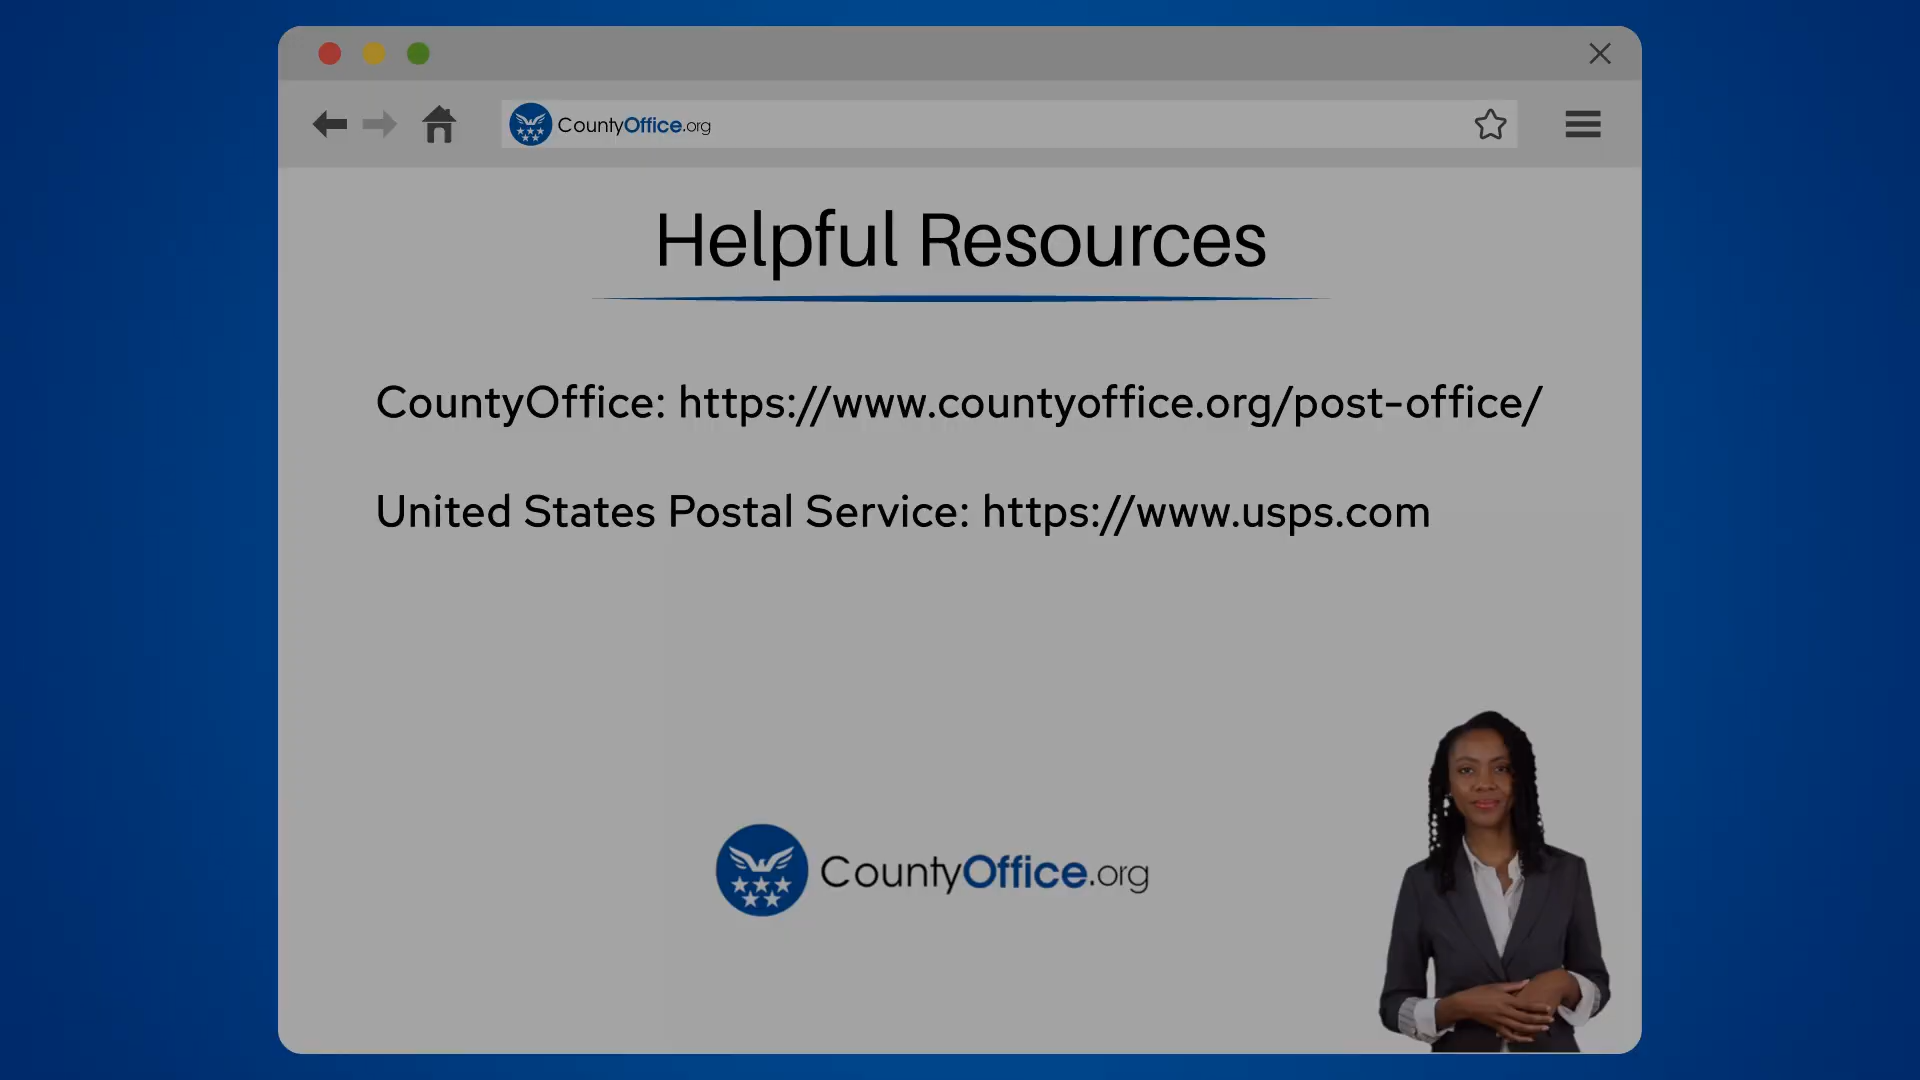 CountyOffice.org
Helpful Resources
CountyOffice: https://www.countyoffice.org/post-office/
United States Postal Service: https://www.usps.com
CountyOffice.org